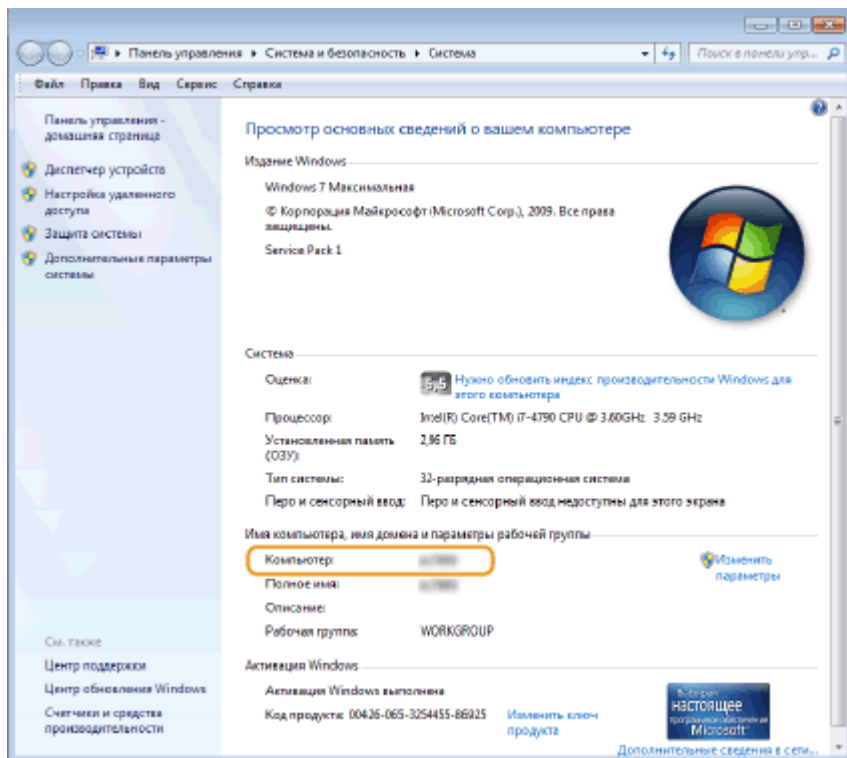 Панель управления ▸ Система и безопасность ▸ Система
Поиск в панели упр...
Файл Правка Вид Сервис Справка
Панель управления -
домашняя страница
Диспетчер устройств
Настройка удаленного
доступа
Защита системы
Дополнительные параметры
системы
См. также
Центр поддержки
Центр обновления Windows
Счетчики и средства
производительности
Просмотр основных сведений о вашем компьютере
Издание Windows
Windows 7 Максимальная
© Корпорация Майкрософт (Microsoft Corp.), 2009. Все права
защищены.
Service Pack 1
Система
Оценка: 5,5 Нужно обновить индекс производительности Windows для
этого компьютера
Процессор: Intel(R) Core(TM) i7-4790 CPU @ 3.60GHz 3.59 GHz
Установленная память 2,96 ГБ
(ОЗУ):
Тип системы: 32-разрядная операционная система
Перо и сенсорный ввод: Перо и сенсорный ввод недоступны для этого экрана
Имя компьютера, имя домена и параметры рабочей группы
Компьютер: Изменить
параметры
Полное имя:
Описание:
Рабочая группа: WORKGROUP
Активация Windows
Активация Windows выполнена
Код продукта: 00426-065-3254455-86925 Изменить ключ
продукта
Выбирай
настоящее
программное обеспечение
Microsoft
Дополнительные сведения в сети...